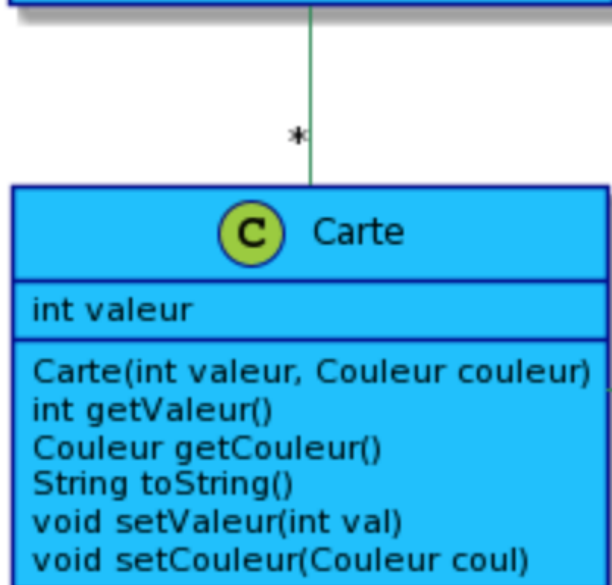 *
C Carte
int valeur
Carte(int valeur, Couleur couleur)
int getValeur()
Couleur getCouleur()
String toString()
void setValeur(int val)
void setCouleur(Couleur coul)